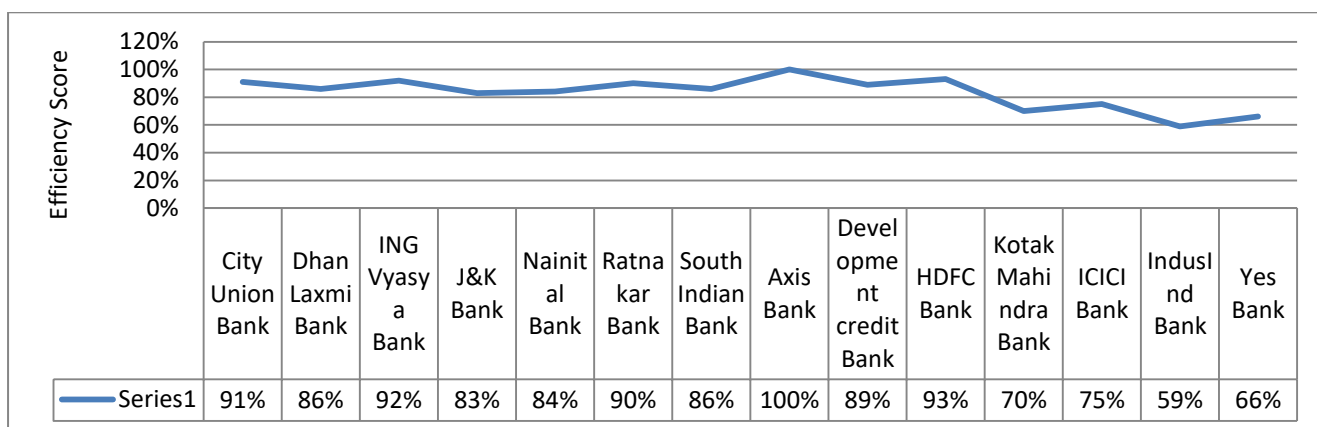 Efficiency Score
120%
100%
80%
60%
40%
20%
0%
City
Union
Bank
Dhan
Laxmi
Bank
ING
Vyasy
a
Bank
J&K
Bank
Nainit
al
Bank
Ratna
kar
Bank
South
Indian
Bank
Axis
Bank
Devel
opme
nt
credit
Bank
HDFC
Bank
Kotak
Mahi
ndra
Bank
ICICI
Bank
IndusI
nd
Bank
Yes
Bank
Series1 91% 86% 92% 83% 84% 90% 86% 100% 89% 93% 70% 75% 59% 66%